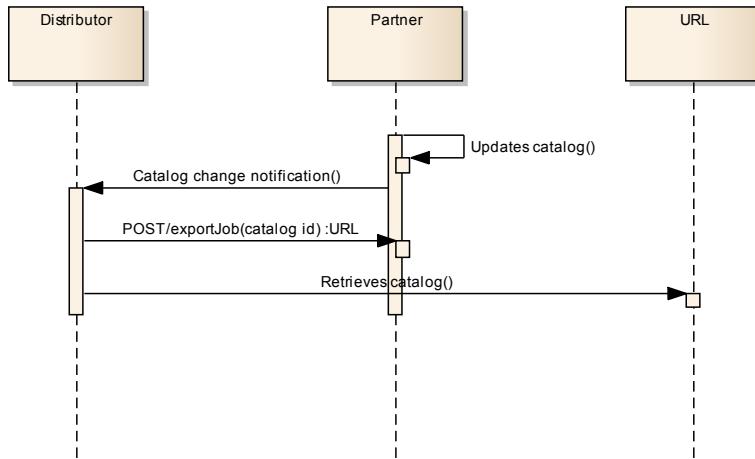 Distributor
Partner
URL
Updates catalog()
Catalog change notification()
POST/exportJob(catalog id) :URL
Retrieves catalog()